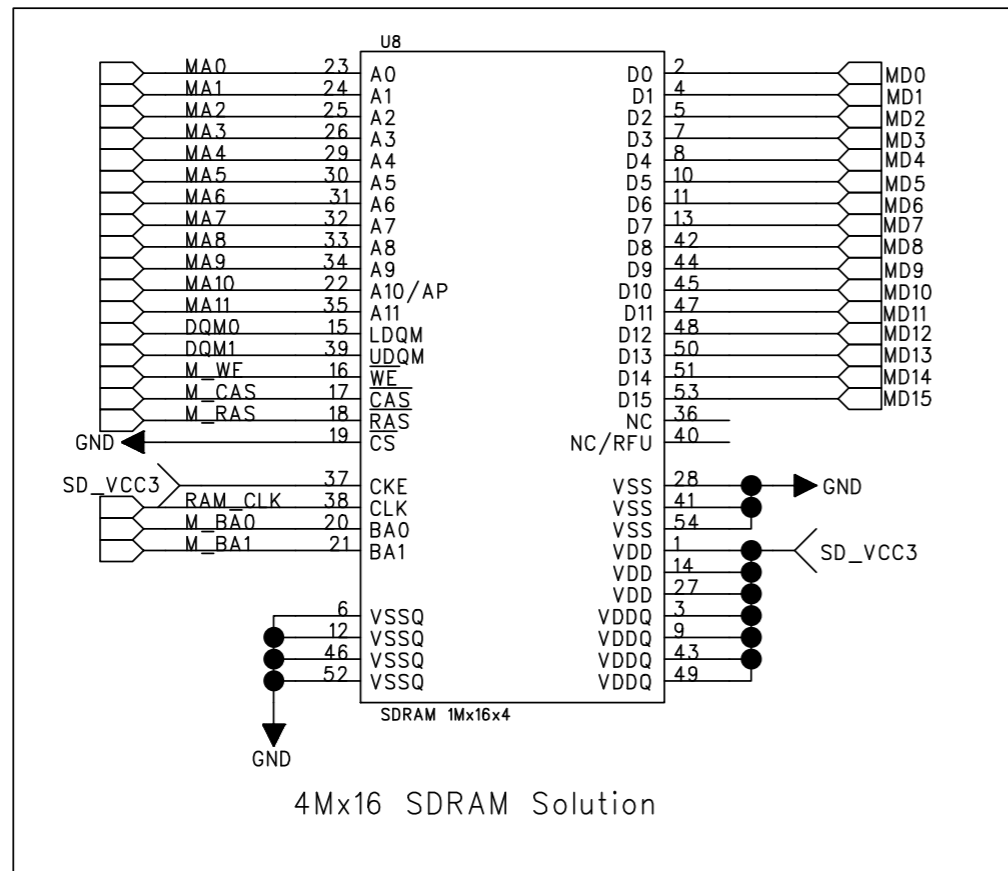 U8
MA0 23 A0 D0 2 MD0
MA1 24 A1 D1 4 MD1
MA2 25 A2 D2 5 MD2
MA3 26 A3 D3 7 MD3
MA4 29 A4 D4 8 MD4
MA5 30 A5 D5 10 MD5
MA6 31 A6 D6 11 MD6
MA7 32 A7 D7 13 MD7
MA8 33 A8 D8 42 MD8
MA9 34 A9 D9 44 MD9
MA10 22 A10/AP D10 45 MD10
MA11 35 A11 D11 47 MD11
DQM0 15 LDQM D12 48 MD12
DQM1 39 UDQM D13 50 MD13
M_WF 16 WE D14 51 MD14
M_CAS 17 CAS D15 53 MD15
M_RAS 18 RAS NC 36
GND 19 CS NC/RFU 40
SD_VCC3 37 CKE VSS 28 GND
RAM_CLK 38 CLK VSS 41
M_BA0 20 BA0 VSS 54
M_BA1 21 BA1 VDD 1 SD_VCC3
VDD 14
VDD 27
6 VSSQ VDDQ 3
12 VSSQ VDDQ 9
46 VSSQ VDDQ 43
52 VSSQ VDDQ 49
SDRAM 1Mx16x4
GND
4Mx16 SDRAM Solution